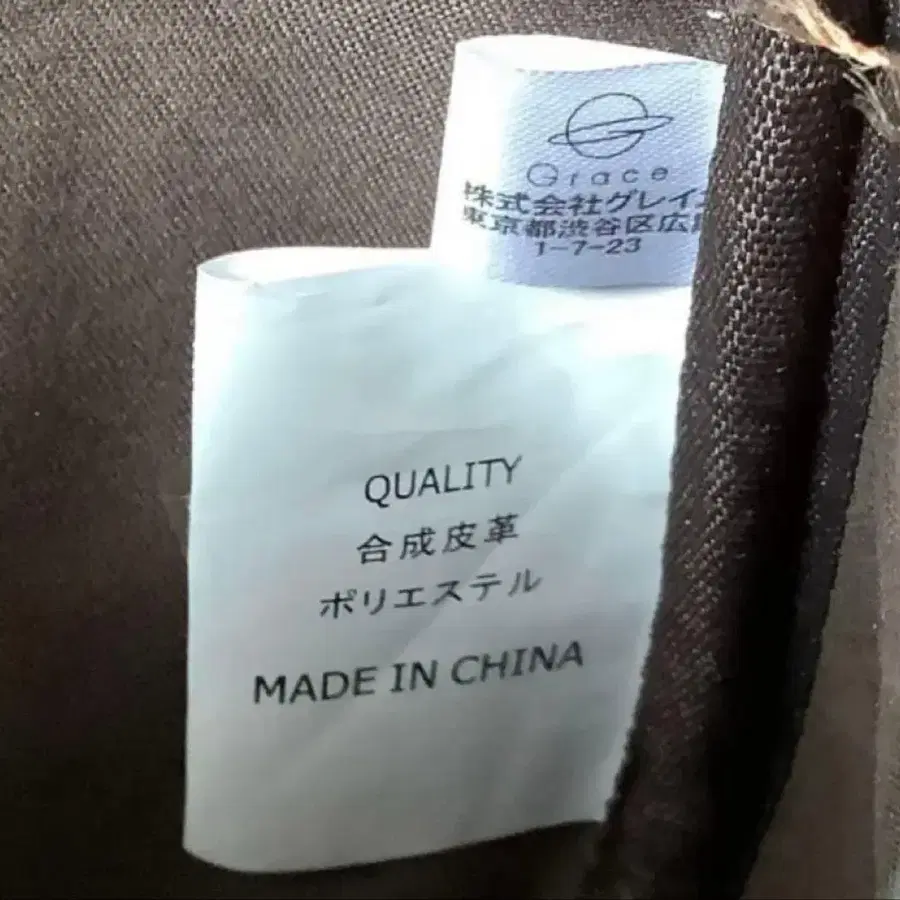 Grace
株式会社グレイ
東京都渋谷区広
1-7-23
QUALITY
合成皮革
ポリエステル
MADE IN CHINA